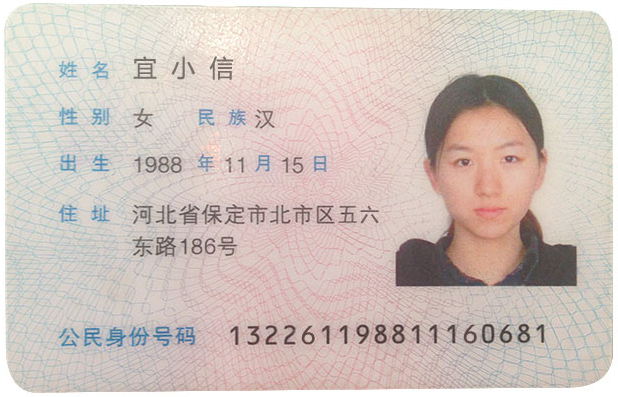 姓名 宜小信
性别 女 民族 汉
出生 1988 年 11 月 15 日
住址 河北省保定市北市区五六
东路186号
公民身份号码 132261198811160681